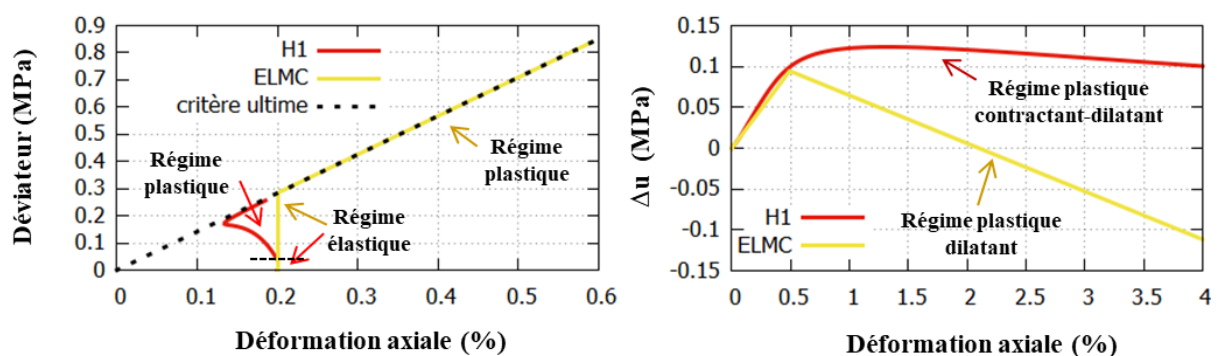 Déviateur (MPa)
0.9
0.8
0.7
0.6
0.5
0.4
0.3
0.2
0.1
0
H1
ELMC
critère ultime
Régime
plastique
Régime
plastique
Régime
élastique
0 0.1 0.2 0.3 0.4 0.5 0.6
Déformation axiale (%)
Δu (MPa)
0.15
0.1
0.05
0
-0.05
-0.1
-0.15
Régime plastique
contractant-dilatant
H1
ELMC
Régime plastique
dilatant
0 0.5 1 1.5 2 2.5 3 3.5 4
Déformation axiale (%)